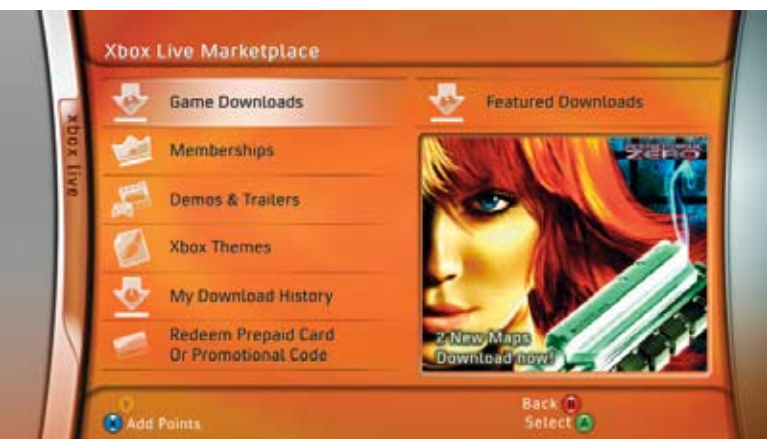 Xbox Live Marketplace
xbox live
Game Downloads
Memberships
Demos & Trailers
Xbox Themes
My Download History
Redeem Prepaid Card
Or Promotional Code
Featured Downloads
ZERO
2 New Maps
Download now!
Y
X Add Points
Back B
Select A